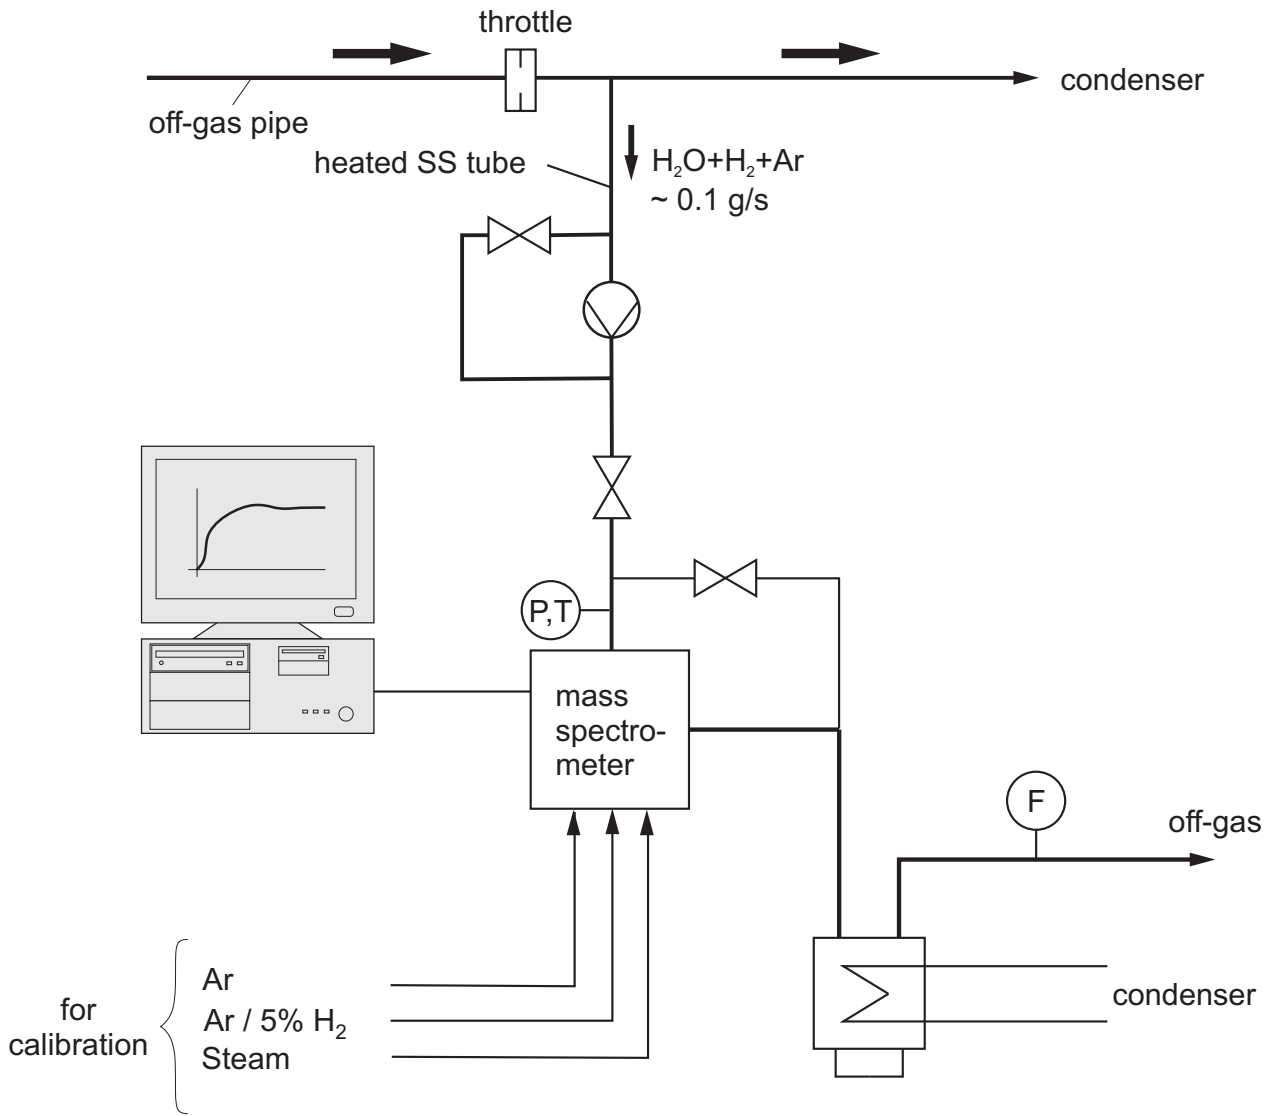 throttle
condenser
off-gas pipe
heated SS tube
H₂O+H₂+Ar
~ 0.1 g/s
P,T
mass
spectro-
meter
F
off-gas
for
calibration
Ar
Ar / 5% H₂
Steam
condenser